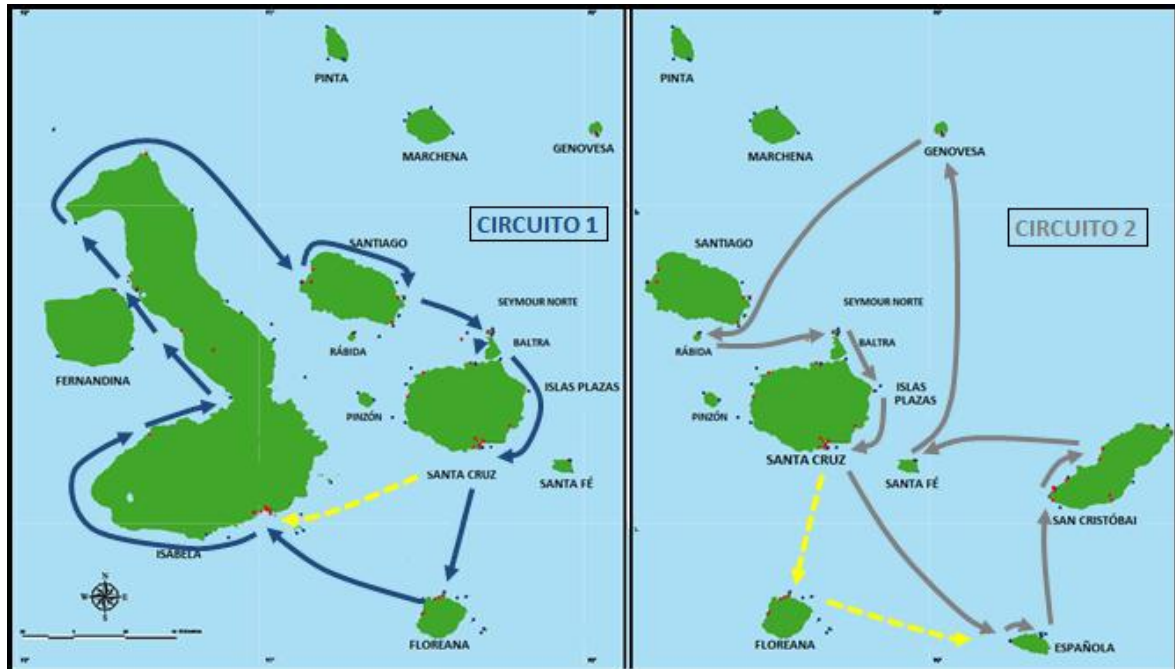 PINTA
MARCHENA
GENOVESA
CIRCUITO 1
SANTIAGO
SEYMOUR NORTE
RÁBIDA
BALTRA
FERNANDINA
ISLAS PLAZAS
PINZÓN
SANTA CRUZ
SANTA FÉ
ISABELA
N
W
E
S
FLOREANA
PINTA
MARCHENA
GENOVESA
CIRCUITO 2
SANTIAGO
SEYMOUR NORTE
RÁBIDA
BALTRA
ISLAS
PLAZAS
PINZÓN
SANTA CRUZ
SANTA FÉ
SAN CRISTÓBAl
FLOREANA
ESPAÑOLA